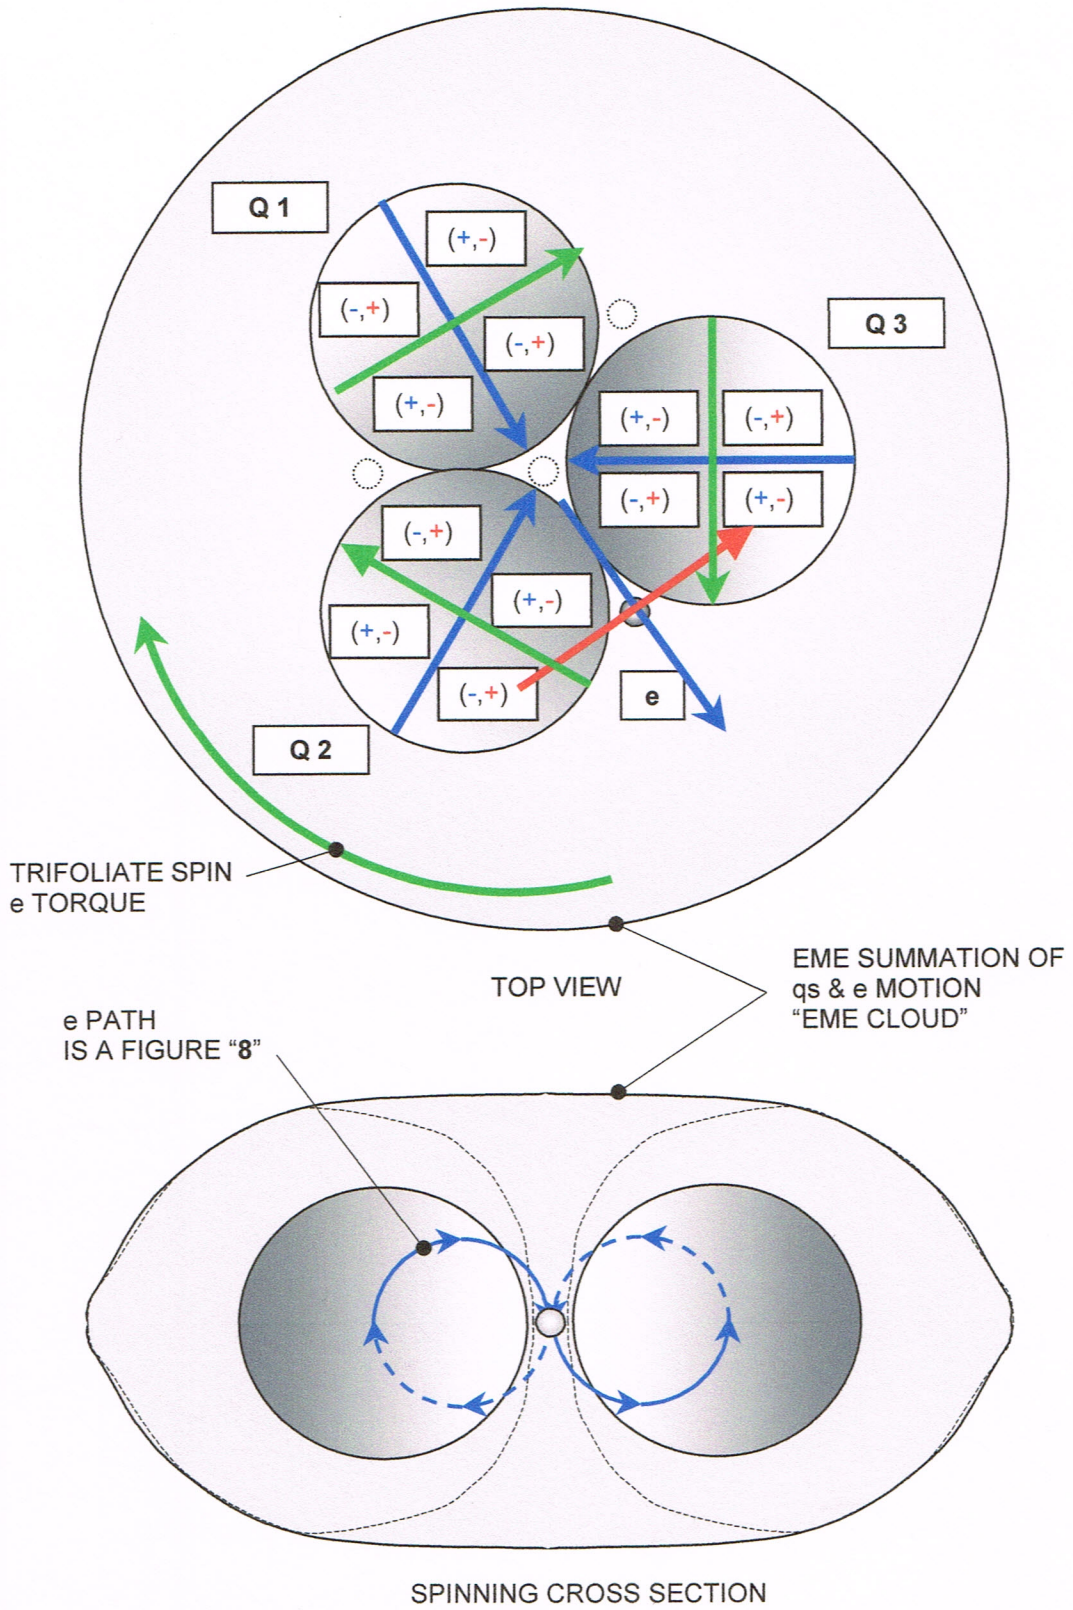 Q 1
(+,-)
(-,+)
(-,+)
(+,-)
Q 3
(+,-)
(-,+)
(-,+)
(+,-)
(-,+)
(+,-)
(+,-)
(-,+)
e
Q 2
TRIFOLIATE SPIN
e TORQUE
TOP VIEW
EME SUMMATION OF
qs & e MOTION
“EME CLOUD”
e PATH
IS A FIGURE “8”
SPINNING CROSS SECTION